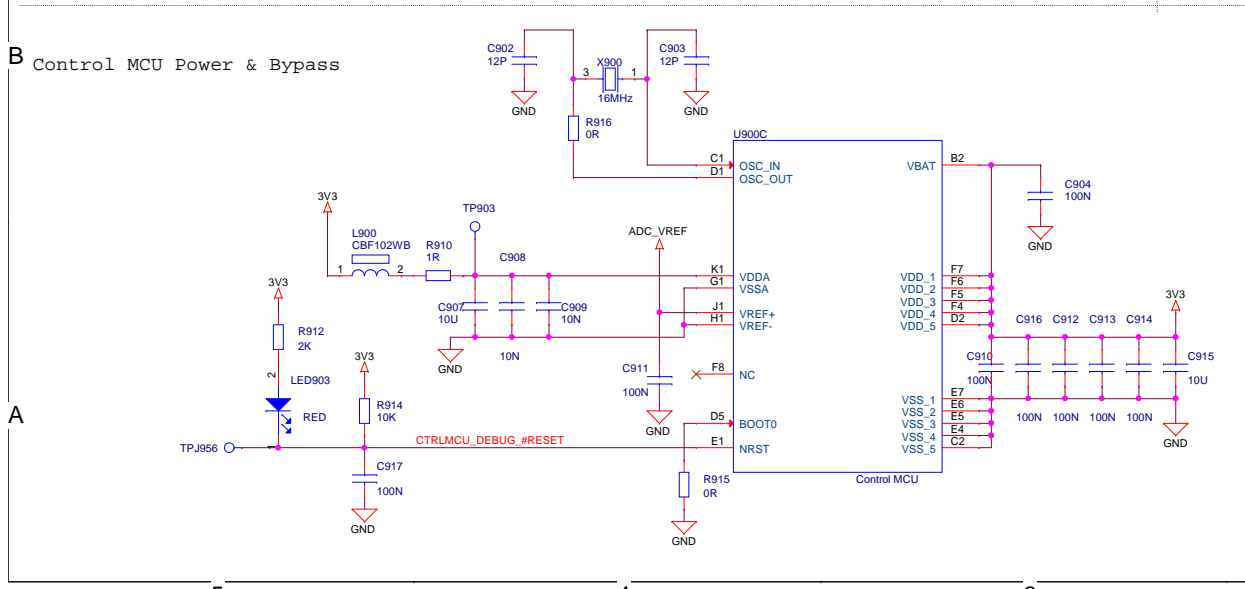 B
Control MCU Power & Bypass
C902
12P
GND
X900
3
1
16MHz
C903
12P
GND
R916
0R
U900C
C1
OSC_IN
D1
OSC_OUT
VBAT
B2
C904
100N
GND
3V3
L900
CBF102WB
1
2
R910
1R
TP903
C908
C907
10U
10N
C909
10N
GND
ADC_VREF
K1
VDDA
G1
VSSA
J1
VREF+
H1
VREF-
F8
NC
D5
BOOT0
E1
NRST
VDD_1
F7
VDD_2
F6
VDD_3
F5
VDD_4
F4
VDD_5
D2
VSS_1
E7
VSS_2
E6
VSS_3
E5
VSS_4
E4
VSS_5
C2
Control MCU
3V3
C910
100N
C916
100N
C912
100N
C913
100N
C914
100N
C915
10U
GND
C911
100N
GND
3V3
R912
2K
2
LED903
RED
1
3V3
R914
10K
A
TPJ956
CTRLMCU_DEBUG_#RESET
C917
100N
GND
R915
0R
GND